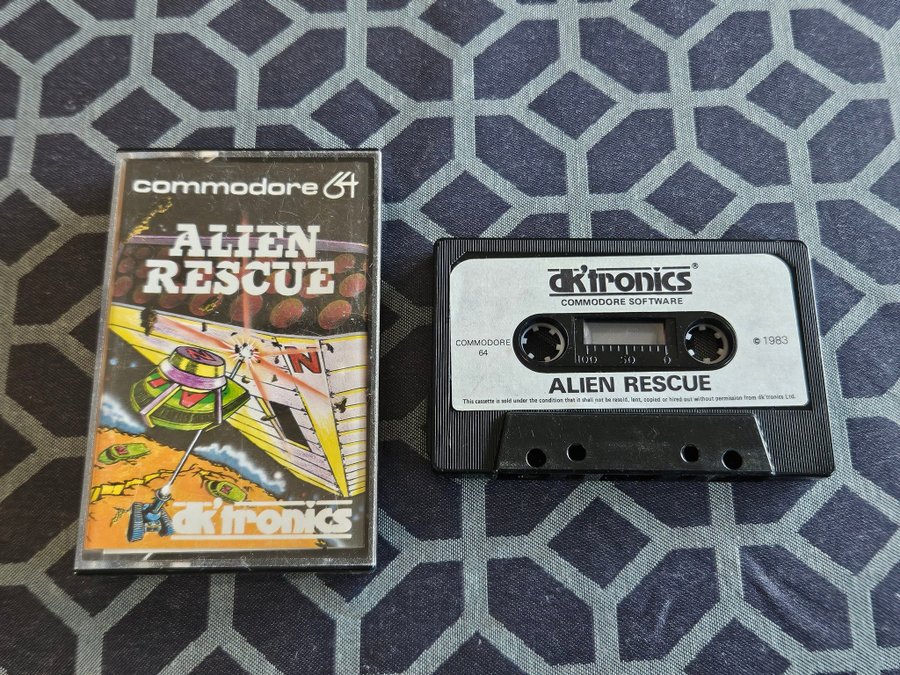 commodore 64
ALIEN
RESCUE
N
N
dk'tronics
dk'tronics®
COMMODORE SOFTWARE
COMMODORE
64
© 1983
100 50 0
ALIEN RESCUE
This cassette is sold under the condition that it shall not be resold, lent, copied or hired out without permission from dk'tronics Ltd.